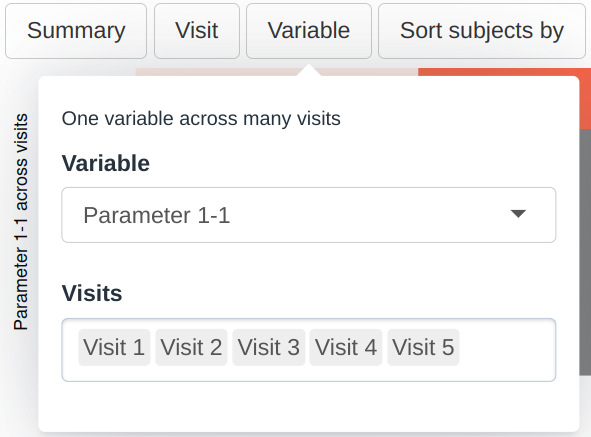 Summary Visit Variable Sort subjects by
Parameter 1-1 across visits
One variable across many visits
Variable
Parameter 1-1
Visits
Visit 1 Visit 2 Visit 3 Visit 4 Visit 5